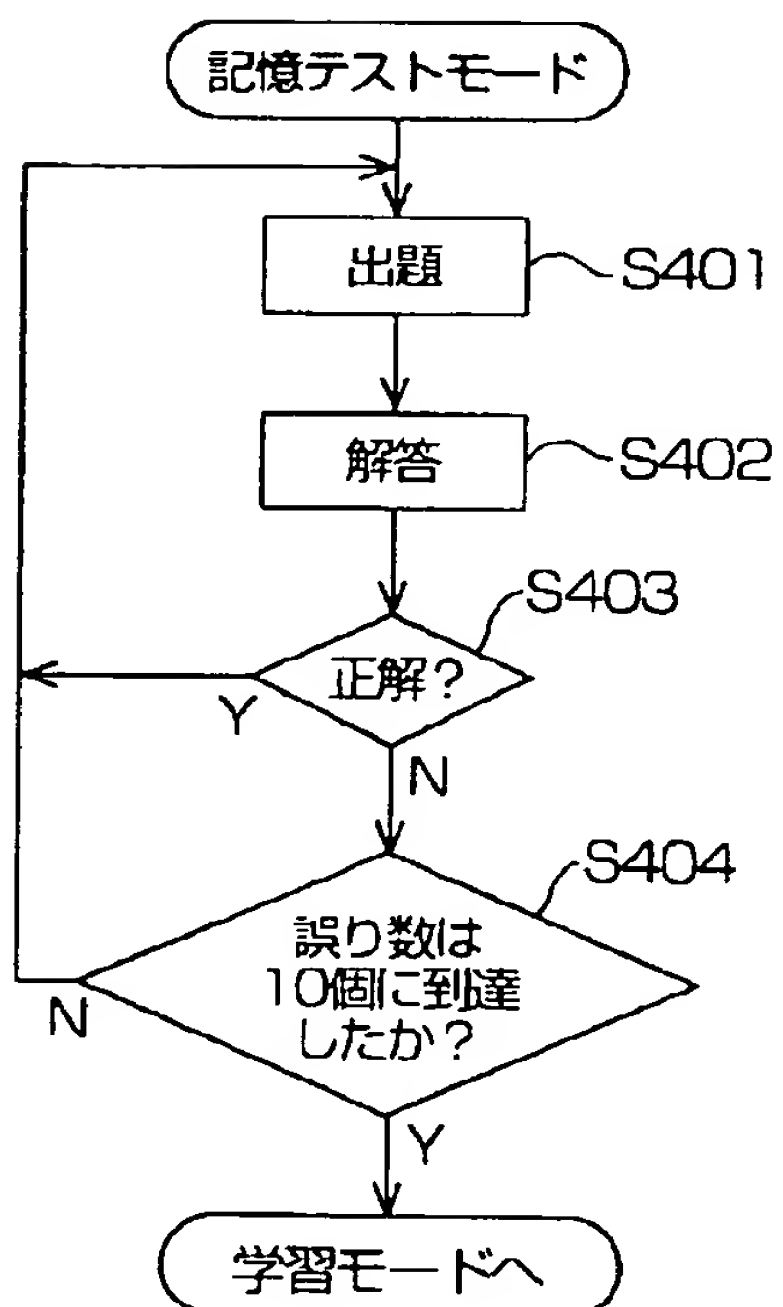 記憶テストモード
出題
S401
解答
S402
S403
正解？
Y
N
S404
誤り数は
10個に到達
したか？
N
Y
学習モードへ